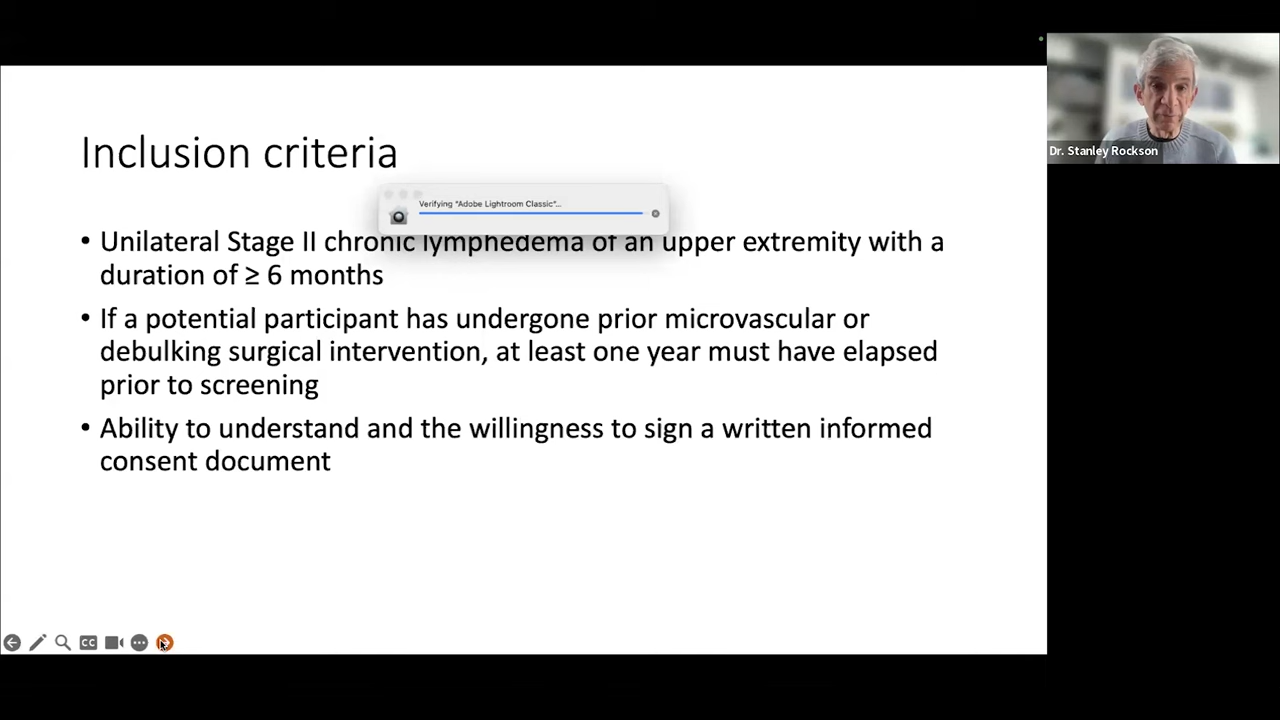 Dr. Stanley Rockson
Inclusion criteria
Verifying "Adobe Lightroom Classic"...
• Unilateral Stage II chronic lymphedema of an upper extremity with a
duration of ≥ 6 months
• If a potential participant has undergone prior microvascular or
debulking surgical intervention, at least one year must have elapsed
prior to screening
• Ability to understand and the willingness to sign a written informed
consent document
CC